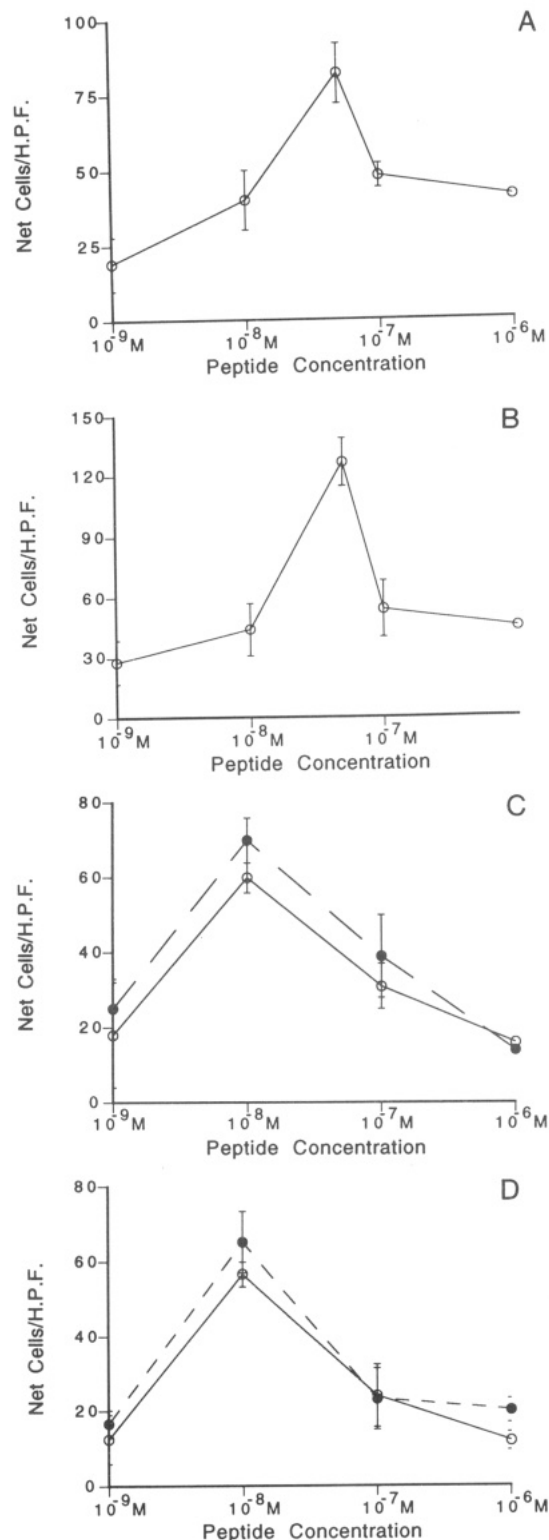 A
100
75
50
25
0
Net Cells/H.P.F.
10⁻⁹M 10⁻⁸M 10⁻⁷M 10⁻⁶M
Peptide Concentration
B
150
120
90
60
30
0
Net Cells/H.P.F.
10⁻⁹M 10⁻⁸M 10⁻⁷M
Peptide Concentration
C
80
60
40
20
0
Net Cells/H.P.F.
10⁻⁹M 10⁻⁸M 10⁻⁷M 10⁻⁶M
Peptide Concentration
D
80
60
40
20
0
Net Cells/H.P.F.
10⁻⁹M 10⁻⁸M 10⁻⁷M 10⁻⁶M
Peptide Concentration